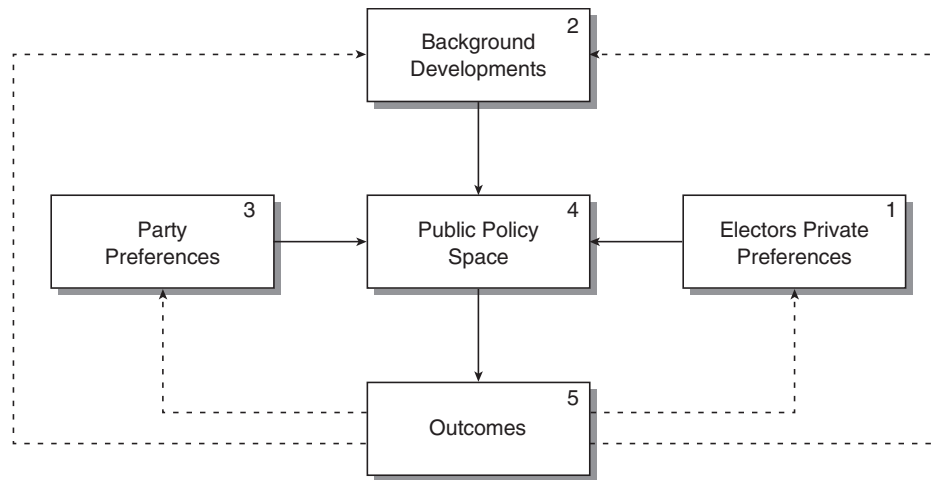 2
Background
Developments
3
Party
Preferences
4
Public Policy
Space
1
Electors Private
Preferences
5
Outcomes